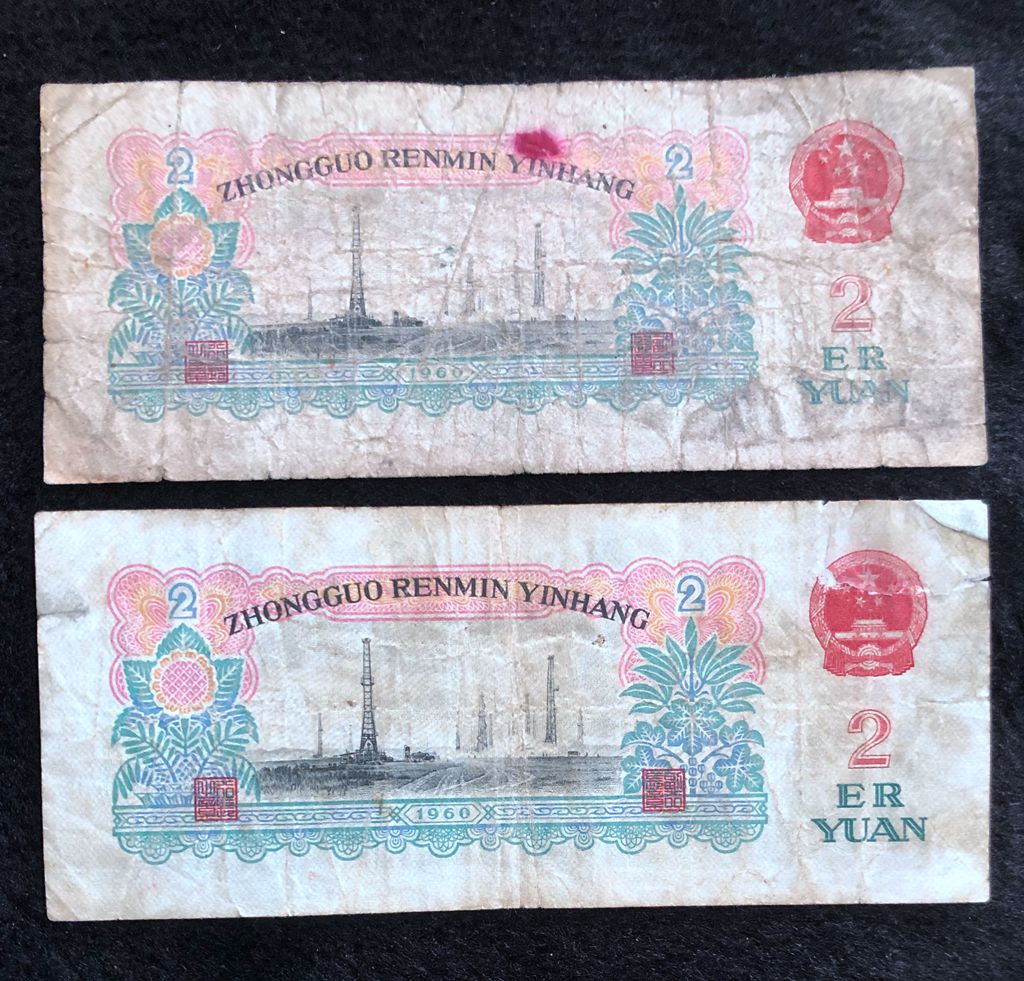 2 ZHONGGUO RENMIN YINHANG 2
2
ER
YUAN
1960
2 ZHONGGUO RENMIN YINHANG 2
2
ER
YUAN
1960